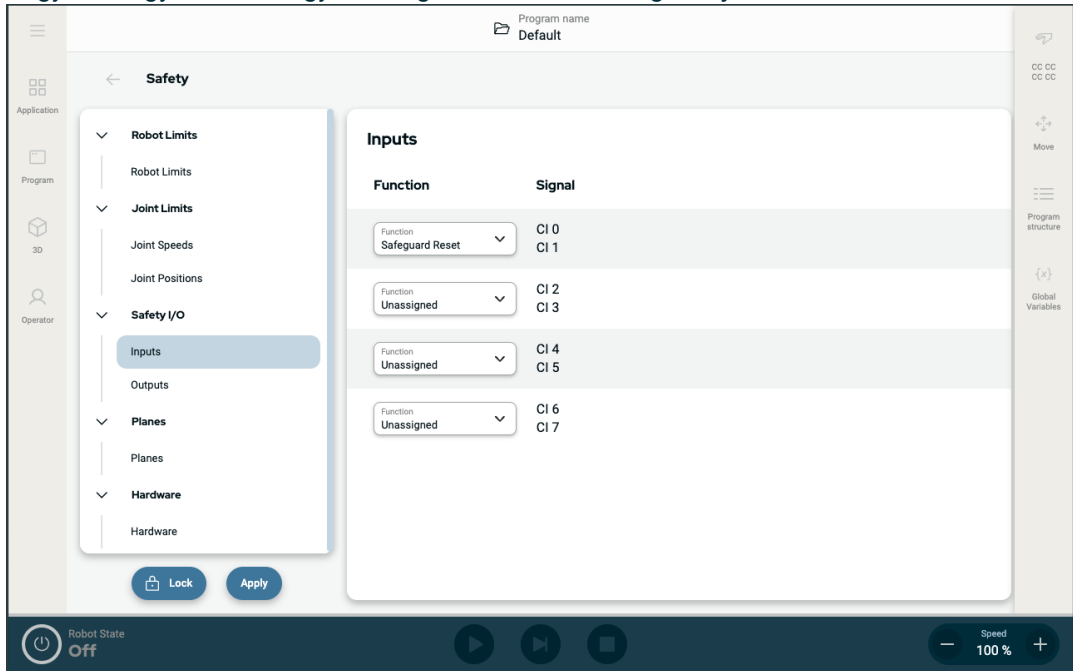 Program name
Default
CC CC
CC CC
Safety
Application
Robot Limits
Inputs
Move
Program
Robot Limits
Function
Signal
Joint Limits
Program
structure
Function
Safeguard Reset
CI 0
CI 1
3D
Joint Speeds
Joint Positions
{x}
Global
Variables
Function
Unassigned
CI 2
CI 3
Operator
Safety I/O
Inputs
Function
Unassigned
CI 4
CI 5
Outputs
Planes
Function
Unassigned
CI 6
CI 7
Planes
Hardware
Hardware
Lock
Apply
Robot State
Off
Speed
100 %